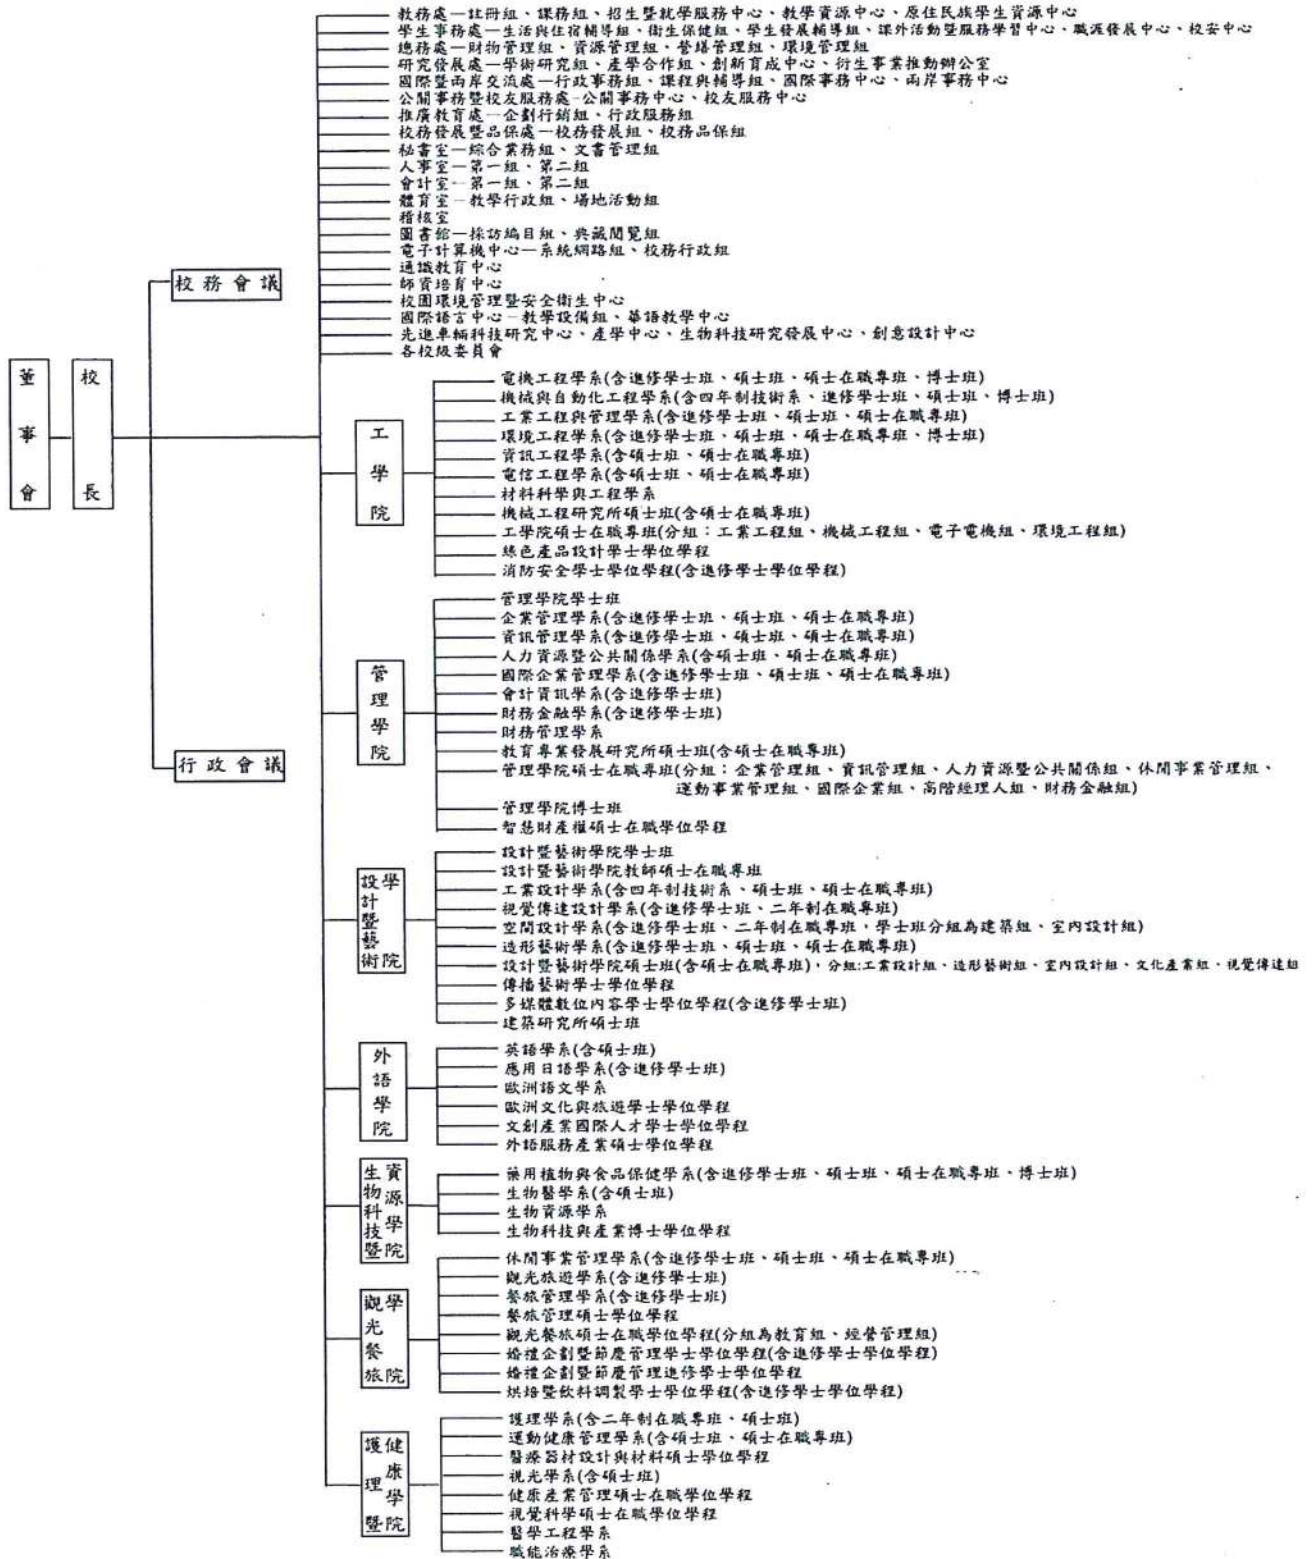 教務處—註冊組、課務組、招生暨就學服務中心、教學資源中心、原住民族學生資源中心
學生事務處—生活與住宿輔導組、衛生保健組、學生發展輔導組、課外活動暨服務學習中心、職涯發展中心、校安中心
總務處—財物管理組、資源管理組、營繕管理組、環境管理組
研究發展處—學術研究組、產學合作組、創新育成中心、衍生事業推動辦公室
國際暨兩岸交流處—行政事務組、課程與輔導組、國際事務中心、兩岸事務中心
公關事務暨校友服務處-公關事務中心、校友服務中心
推廣教育處—企劃行銷組、行政服務組
校務發展暨品保處—校務發展組、校務品保組
秘書室—綜合業務組、文書管理組
人事室—第一組、第二組
會計室—第一組、第二組
體育室—教學行政組、場地活動組
稽核室
圖書館—採訪編目組、典藏閱覽組
電子計算機中心—系統網路組、校務行政組
通識教育中心
師資培育中心
校園環境管理暨安全衛生中心
國際語言中心—教學設備組、華語教學中心
先進車輛科技研究中心、產學中心、生物科技研究發展中心、創意設計中心
各校級委員會
校務會議
董事會
校長
行政會議
工學院
電機工程學系(含進修學士班、碩士班、碩士在職專班、博士班)
機械與自動化工程學系(含四年制技術系、進修學士班、碩士班、博士班)
工業工程與管理學系(含進修學士班、碩士班、碩士在職專班)
環境工程學系(含進修學士班、碩士班、碩士在職專班、博士班)
資訊工程學系(含碩士班、碩士在職專班)
電信工程學系(含碩士班、碩士在職專班)
材料科學與工程學系
機械工程研究所碩士班(含碩士在職專班)
工學院碩士在職專班(分組：工業工程組、機械工程組、電子電機組、環境工程組)
綠色產品設計學士學位學程
消防安全學士學位學程(含進修學士學位學程)
管理學院
管理學院學士班
企業管理學系(含進修學士班、碩士班、碩士在職專班)
資訊管理學系(含進修學士班、碩士班、碩士在職專班)
人力資源暨公共關係學系(含碩士班、碩士在職專班)
國際企業管理學系(含進修學士班、碩士班、碩士在職專班)
會計資訊學系(含進修學士班)
財務金融學系(含進修學士班)
財務管理學系
教育專業發展研究所碩士班(含碩士在職專班)
管理學院碩士在職專班(分組：企業管理組、資訊管理組、人力資源暨公共關係組、休閒事業管理組、
運動事業管理組、國際企業組、高階經理人組、財務金融組)
管理學院博士班
智慧財產權碩士在職學位學程
設計暨藝術學院
設計暨藝術學院學士班
設計暨藝術學院教師碩士在職專班
工業設計學系(含四年制技術系、碩士班、碩士在職專班)
視覺傳達設計學系(含進修學士班、二年制在職專班)
空間設計學系(含進修學士班、二年制在職專班，學士班分組為建築組、室內設計組)
造形藝術學系(含進修學士班、碩士班、碩士在職專班)
設計暨藝術學院碩士班(含碩士在職專班)，分組:工業設計組、造形藝術組、室內設計組、文化產業組、視覺傳達組
傳播藝術學士學位學程
多媒體數位內容學士學位學程(含進修學士班)
建築研究所碩士班
外語學院
英語學系(含碩士班)
應用日語學系(含進修學士班)
歐洲語文學系
歐洲文化與旅遊學士學位學程
文創產業國際人才學士學位學程
外語服務產業碩士學位學程
生物科技暨資源學院
藥用植物與食品保健學系(含進修學士班、碩士班、碩士在職專班、博士班)
生物醫學系(含碩士班)
生物資源學系
生物科技與產業博士學位學程
觀光餐旅學院
休閒事業管理學系(含進修學士班、碩士班、碩士在職專班)
觀光旅遊學系(含進修學士班)
餐旅管理學系(含進修學士班)
餐旅管理碩士學位學程
觀光餐旅碩士在職學位學程(分組為教育組、經營管理組)
婚禮企劃暨節慶管理學士學位學程(含進修學士學位學程)
婚禮企劃暨節慶管理進修學士學位學程
烘焙暨飲料調製學士學位學程(含進修學士學位學程)
護理暨健康學院
護理學系(含二年制在職專班、碩士班)
運動健康管理學系(含碩士班、碩士在職專班)
醫療器材設計與材料碩士學位學程
視光學系(含碩士班)
健康產業管理碩士在職學位學程
視覺科學碩士在職學位學程
醫學工程學系
職能治療學系